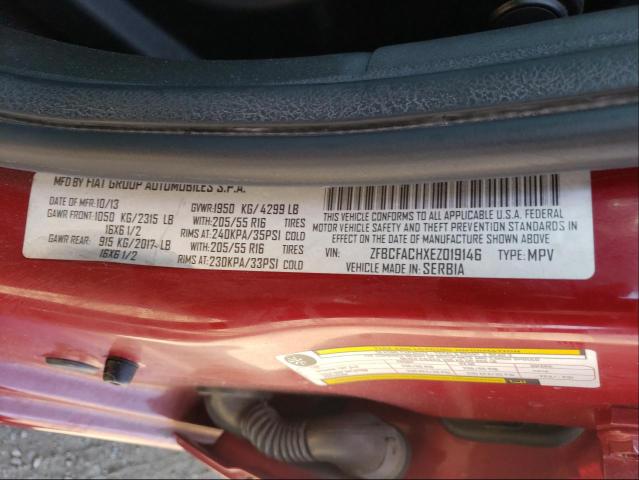 MFD BY FIAT GROUP AUTOMOBILES S.P.A.
DATE OF MFR:10/13
GVWR:1950 KG/4299 LB
GAWR FRONT:1050 KG/2315 LB
WITH:205/55 R16 TIRES
16X6 1/2
RIMS AT:240KPA/35PSI COLD
GAWR REAR: 915 KG/2017 LB
WITH:205/55 R16 TIRES
16X6 1/2
RIMS AT:230KPA/33PSI COLD
THIS VEHICLE CONFORMS TO ALL APPLICABLE U.S.A. FEDERAL
MOTOR VEHICLE SAFETY, BUMPER, AND THEFT PREVENTION STANDARDS
IN EFFECT ON THE DATE OF MANUFACTURE SHOWN ABOVE.
VIN: ZFBCFACHXEZ019146 TYPE: MPV
VEHICLE MADE IN: SERBIA